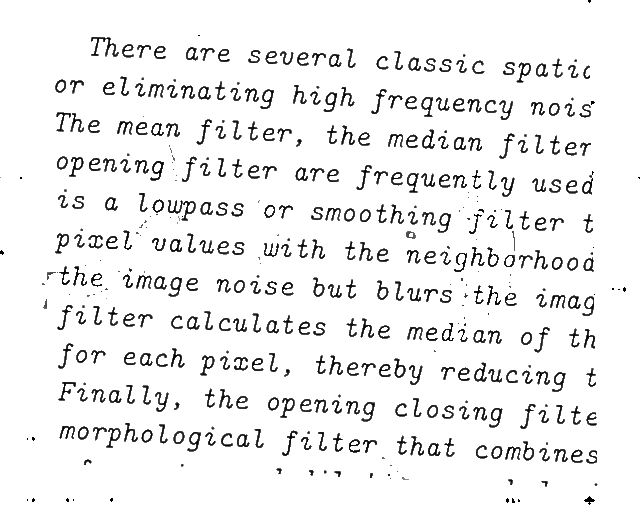 There are several classic spatic
or eliminating high frequency nois
The mean filter, the median filter
opening filter are frequently used
is a lowpass or smoothing filter t
pixel values with the neighborhood
the image noise but blurs the imag
filter calculates the median of th
for each pixel, thereby reducing t
Finally, the opening closing filte
morphological filter that combines